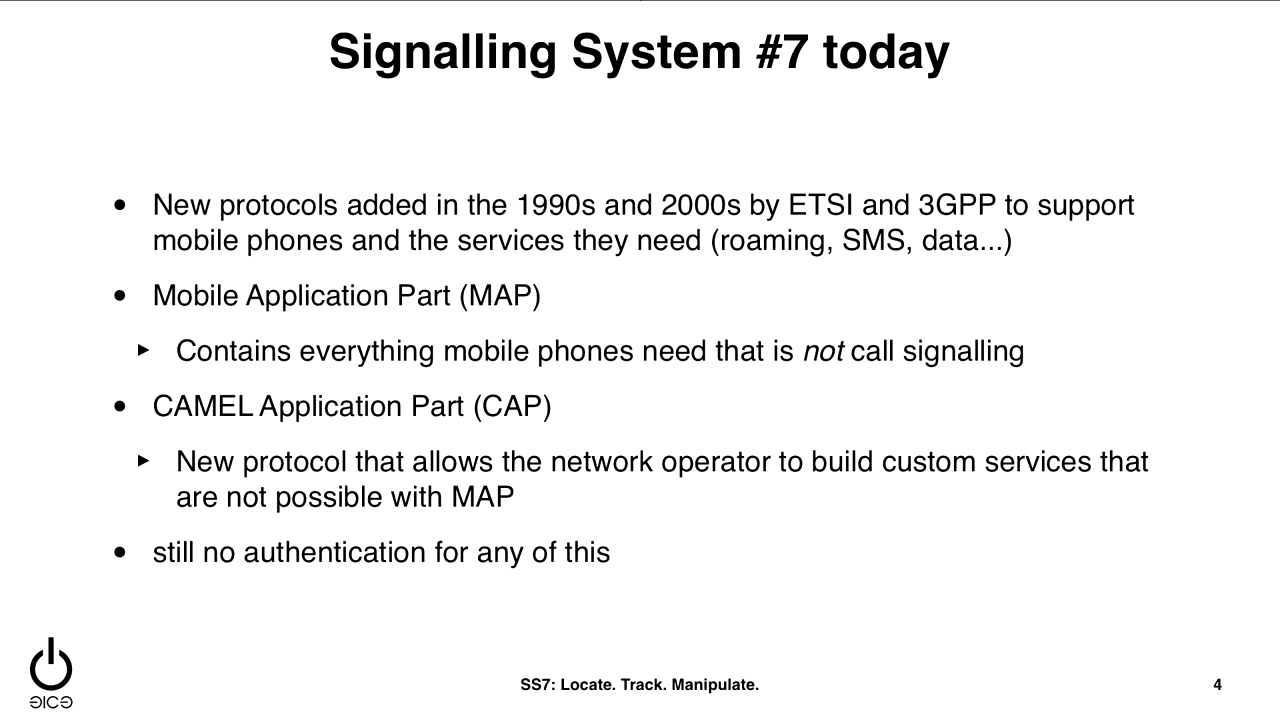 Signalling System #7 today
• New protocols added in the 1990s and 2000s by ETSI and 3GPP to support
mobile phones and the services they need (roaming, SMS, data...)
• Mobile Application Part (MAP)
▸ Contains everything mobile phones need that is not call signalling
• CAMEL Application Part (CAP)
▸ New protocol that allows the network operator to build custom services that
are not possible with MAP
• still no authentication for any of this
SS7: Locate. Track. Manipulate.
4